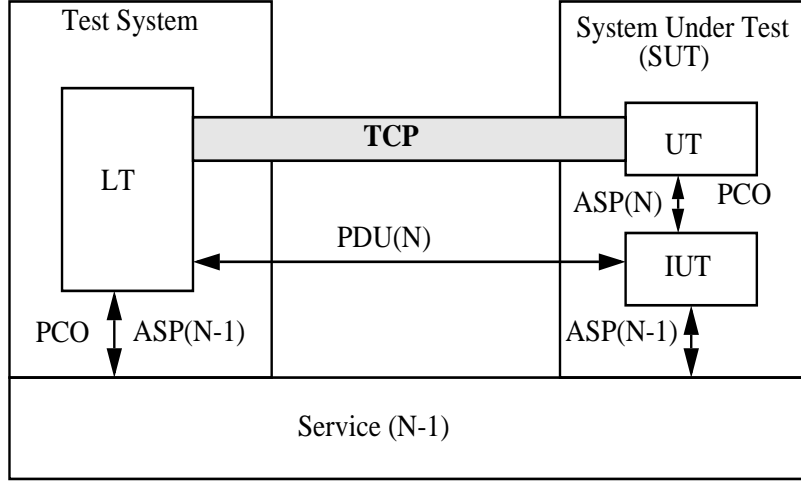 Test System
System Under Test
(SUT)
TCP
LT
UT
ASP(N)
PCO
PDU(N)
IUT
PCO
ASP(N-1)
ASP(N-1)
Service (N-1)